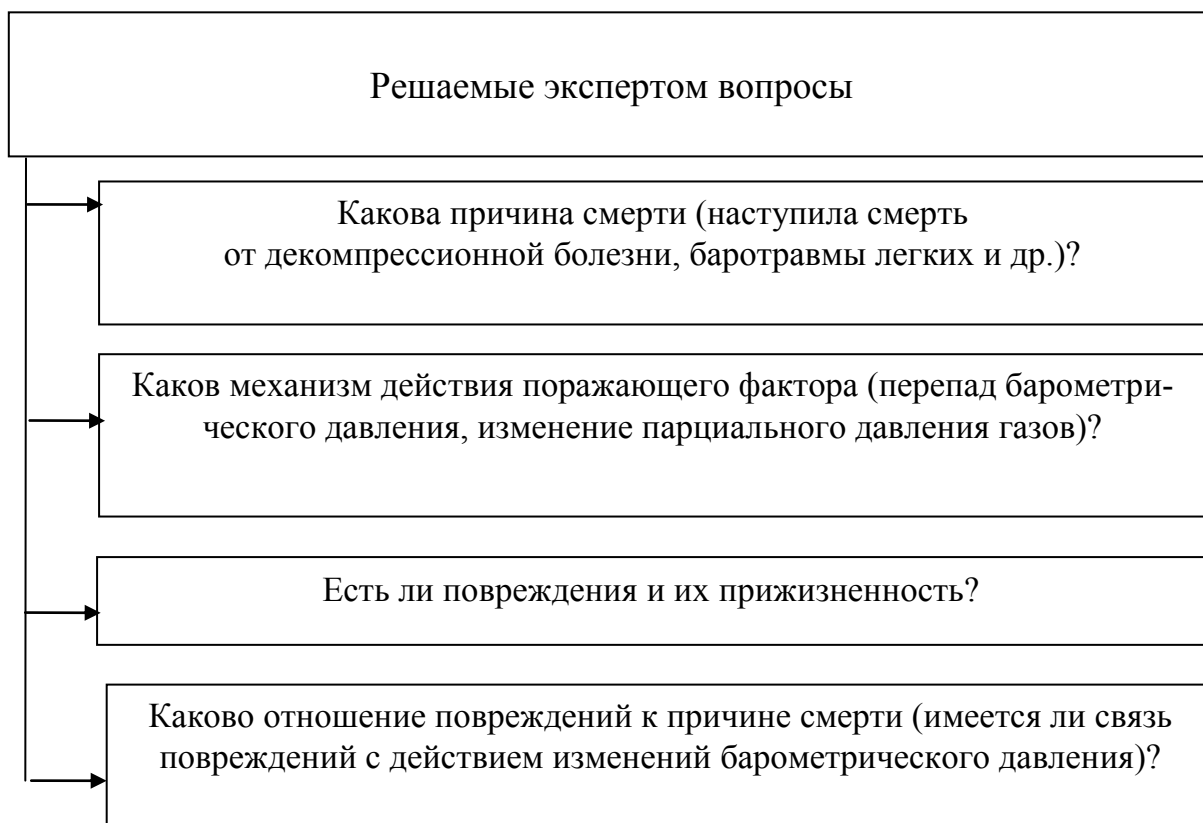 Решаемые экспертом вопросы
Какова причина смерти (наступила смерть
от декомпрессионной болезни, баротравмы легких и др.)?
Каков механизм действия поражающего фактора (перепад барометри-
ческого давления, изменение парциального давления газов)?
Есть ли повреждения и их прижизненность?
Каково отношение повреждений к причине смерти (имеется ли связь
повреждений с действием изменений барометрического давления)?